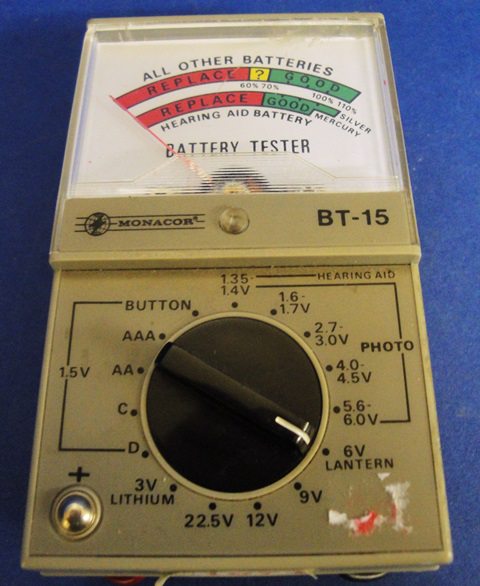 ALL OTHER BATTERIES
REPLACE ? GOOD
60% 70% 100% 110%
REPLACE GOOD SILVER
MERCURY
HEARING AID BATTERY
BATTERY TESTER
MONACOR® BT-15
1.35- HEARING AID
1.4V
BUTTON 1.6-
1.7V
AAA 2.7-
3.0V PHOTO
1.5V AA 4.0-
4.5V
C 5.6-
6.0V
D 6V
LANTERN
+ 3V
LITHIUM 9V
22.5V 12V